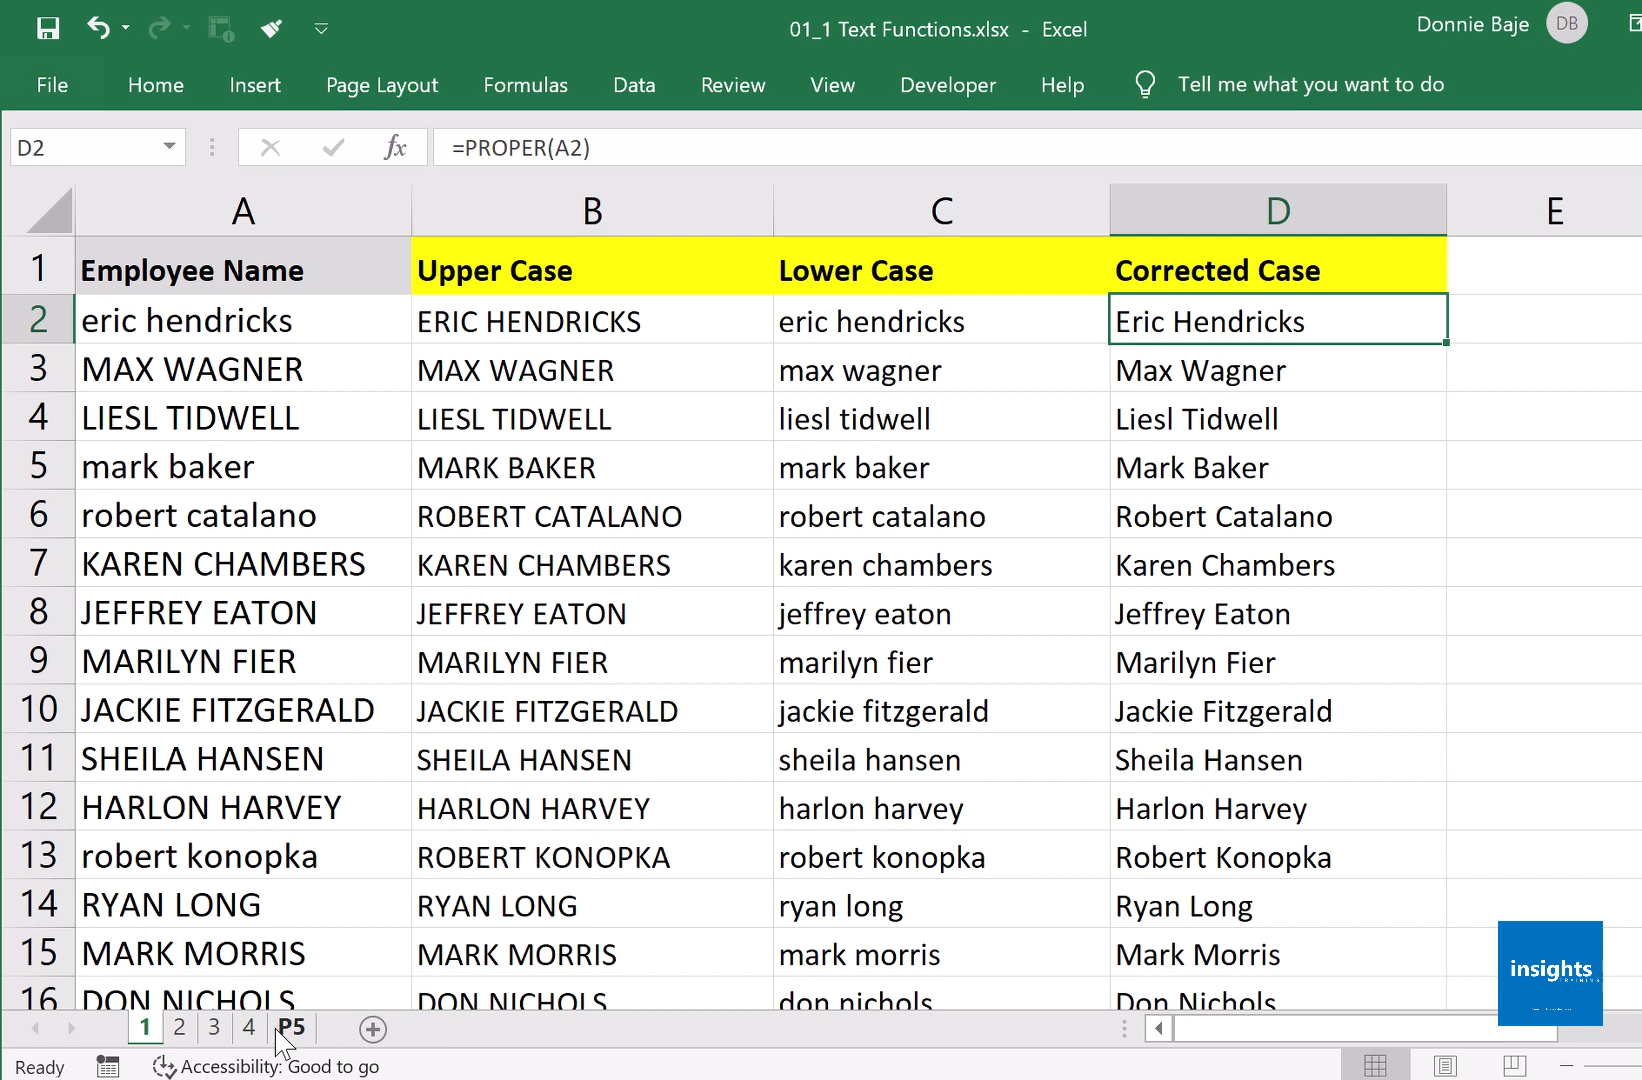 01_1 Text Functions.xlsx - Excel
Donnie Baje DB
File Home Insert Page Layout Formulas Data Review View Developer Help Tell me what you want to do
D2 fx =PROPER(A2)
A B C D E
1 Employee Name Upper Case Lower Case Corrected Case
2 eric hendricks ERIC HENDRICKS eric hendricks Eric Hendricks
3 MAX WAGNER MAX WAGNER max wagner Max Wagner
4 LIESL TIDWELL LIESL TIDWELL liesl tidwell Liesl Tidwell
5 mark baker MARK BAKER mark baker Mark Baker
6 robert catalano ROBERT CATALANO robert catalano Robert Catalano
7 KAREN CHAMBERS KAREN CHAMBERS karen chambers Karen Chambers
8 JEFFREY EATON JEFFREY EATON jeffrey eaton Jeffrey Eaton
9 MARILYN FIER MARILYN FIER marilyn fier Marilyn Fier
10 JACKIE FITZGERALD JACKIE FITZGERALD jackie fitzgerald Jackie Fitzgerald
11 SHEILA HANSEN SHEILA HANSEN sheila hansen Sheila Hansen
12 HARLON HARVEY HARLON HARVEY harlon harvey Harlon Harvey
13 robert konopka ROBERT KONOPKA robert konopka Robert Konopka
14 RYAN LONG RYAN LONG ryan long Ryan Long
15 MARK MORRIS MARK MORRIS mark morris Mark Morris
16 DON NICHOLS DON NICHOLS don nichols Don Nichols
insights
1 2 3 4 P5
Ready Accessibility: Good to go